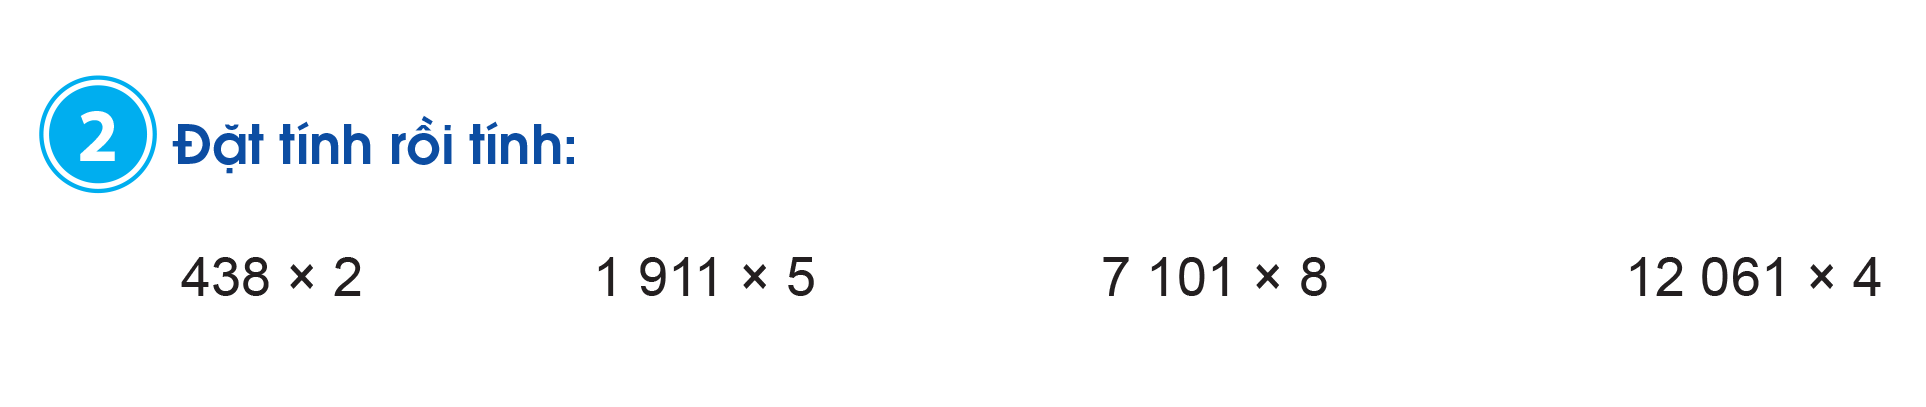 2 Đặt tính rồi tính:
438 × 2 1 911 × 5 7 101 × 8 12 061 × 4